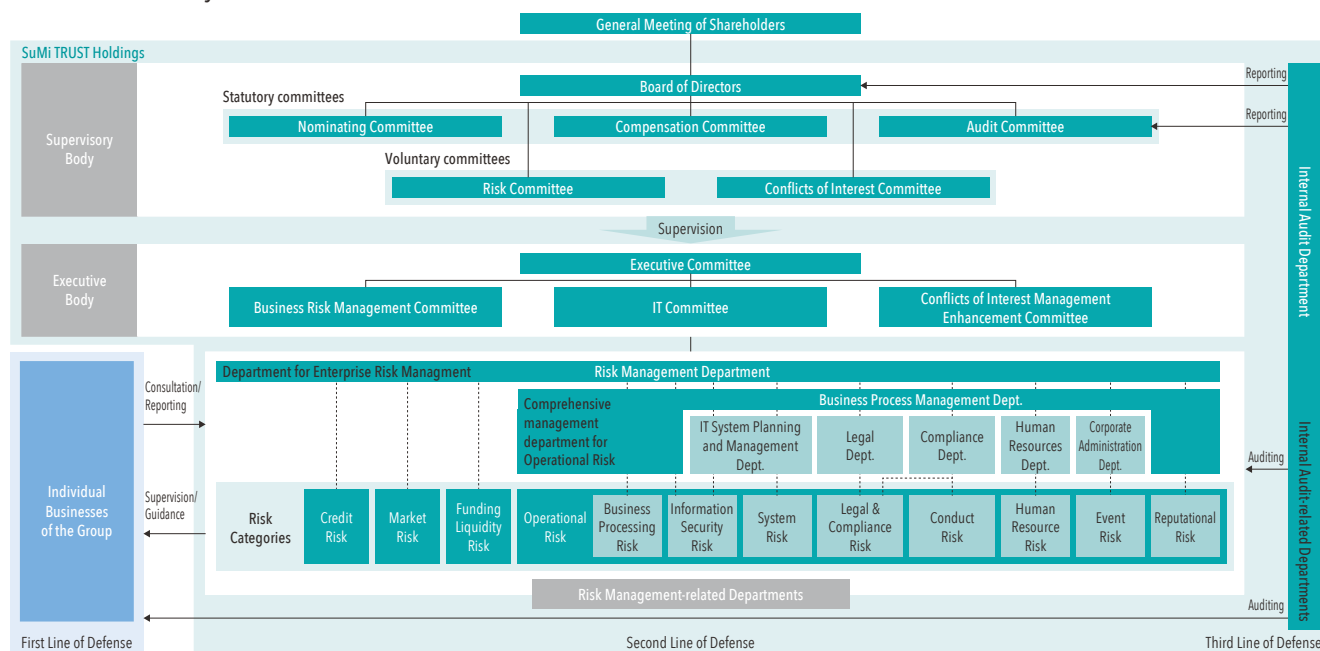 General Meeting of Shareholders
SuMi TRUST Holdings
Supervisory
Body
Board of Directors
Reporting
Statutory committees
Nominating Committee
Compensation Committee
Audit Committee
Reporting
Voluntary committees
Risk Committee
Conflicts of Interest Committee
Supervision
Executive
Body
Executive Committee
Business Risk Management Committee
IT Committee
Conflicts of Interest Management
Enhancement Committee
Internal Audit Department
Internal Audit-related Departments
Individual
Businesses
of the Group
Consultation/
Reporting
Supervision/
Guidance
Department for Enterprise Risk Managment
Risk Management Department
Comprehensive
management
department for
Operational Risk
Business Process Management Dept.
IT System Planning
and Management
Dept.
Legal
Dept.
Compliance
Dept.
Human
Resources
Dept.
Corporate
Administration
Dept.
Auditing
Risk
Categories
Credit
Risk
Market
Risk
Funding
Liquidity
Risk
Operational
Risk
Business
Processing
Risk
Information
Security
Risk
System
Risk
Legal &
Compliance
Risk
Conduct
Risk
Human
Resource
Risk
Event
Risk
Reputational
Risk
Risk Management-related Departments
Auditing
First Line of Defense
Second Line of Defense
Third Line of Defense